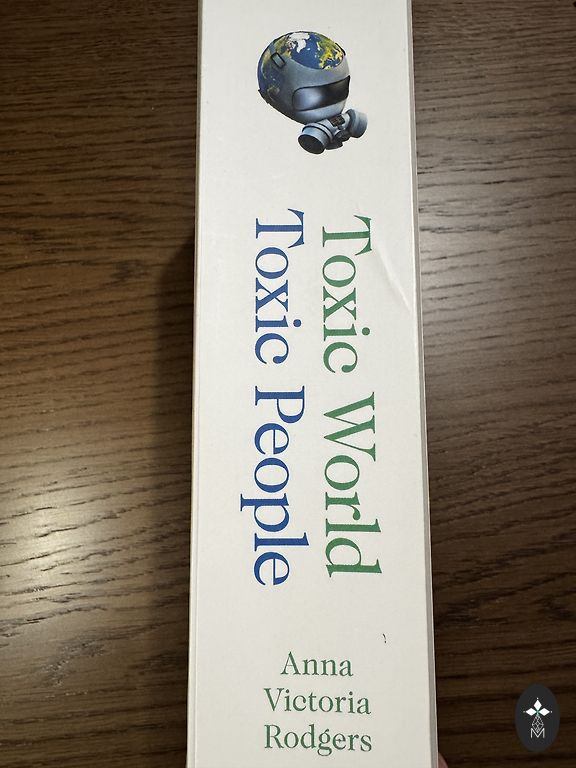 Toxic World
Toxic People
Anna
Victoria
Rodgers
M